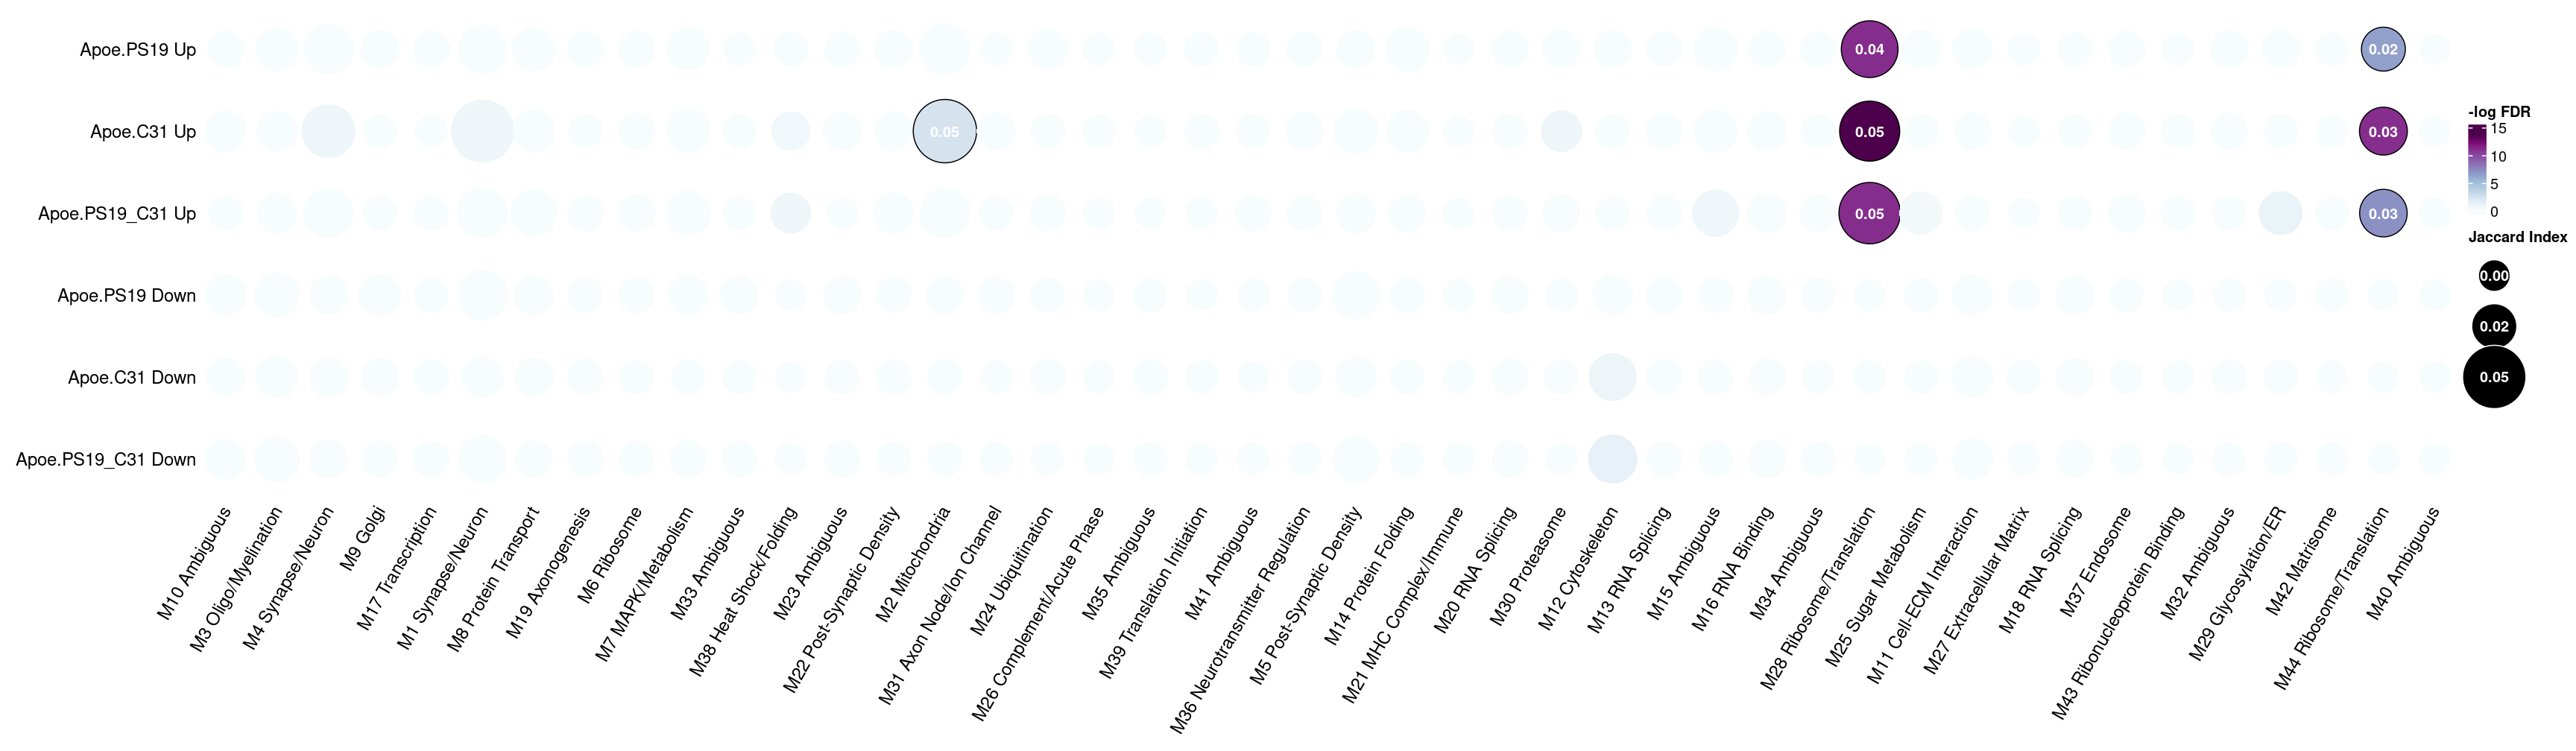 Apoe.PS19 Up
0.04
0.02
Apoe.C31 Up
0.05
0.05
0.03
Apoe.PS19_C31 Up
0.05
0.03
Apoe.PS19 Down
Apoe.C31 Down
Apoe.PS19_C31 Down
M10 Ambiguous
M3 Oligo/Myelination
M4 Synapse/Neuron
M9 Golgi
M17 Transcription
M1 Synapse/Neuron
M8 Protein Transport
M19 Axonogenesis
M6 Ribosome
M7 MAPK/Metabolism
M33 Ambiguous
M38 Heat Shock/Folding
M23 Ambiguous
M22 Post-Synaptic Density
M2 Mitochondria
M31 Axon Node/Ion Channel
M24 Ubiquitination
M26 Complement/Acute Phase
M35 Ambiguous
M39 Translation Initiation
M41 Ambiguous
M36 Neurotransmitter Regulation
M5 Post-Synaptic Density
M14 Protein Folding
M21 MHC Complex/Immune
M20 RNA Splicing
M30 Proteasome
M12 Cytoskeleton
M13 RNA Splicing
M15 Ambiguous
M16 RNA Binding
M34 Ambiguous
M28 Ribosome/Translation
M25 Sugar Metabolism
M11 Cell-ECM Interaction
M27 Extracellular Matrix
M18 RNA Splicing
M37 Endosome
M43 Ribonucleoprotein Binding
M32 Ambiguous
M29 Glycosylation/ER
M42 Matrisome
M44 Ribosome/Translation
M40 Ambiguous
-log FDR
15
10
5
0
Jaccard Index
0.00
0.02
0.05